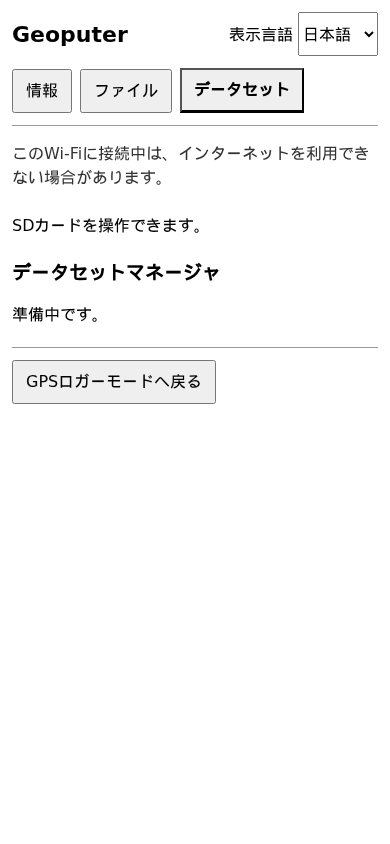 Geoputer
表示言語 日本語
情報 ファイル データセット
このWi-Fiに接続中は、インターネットを利用でき
ない場合があります。
SDカードを操作できます。
データセットマネージャ
準備中です。
GPSロガーモードへ戻る